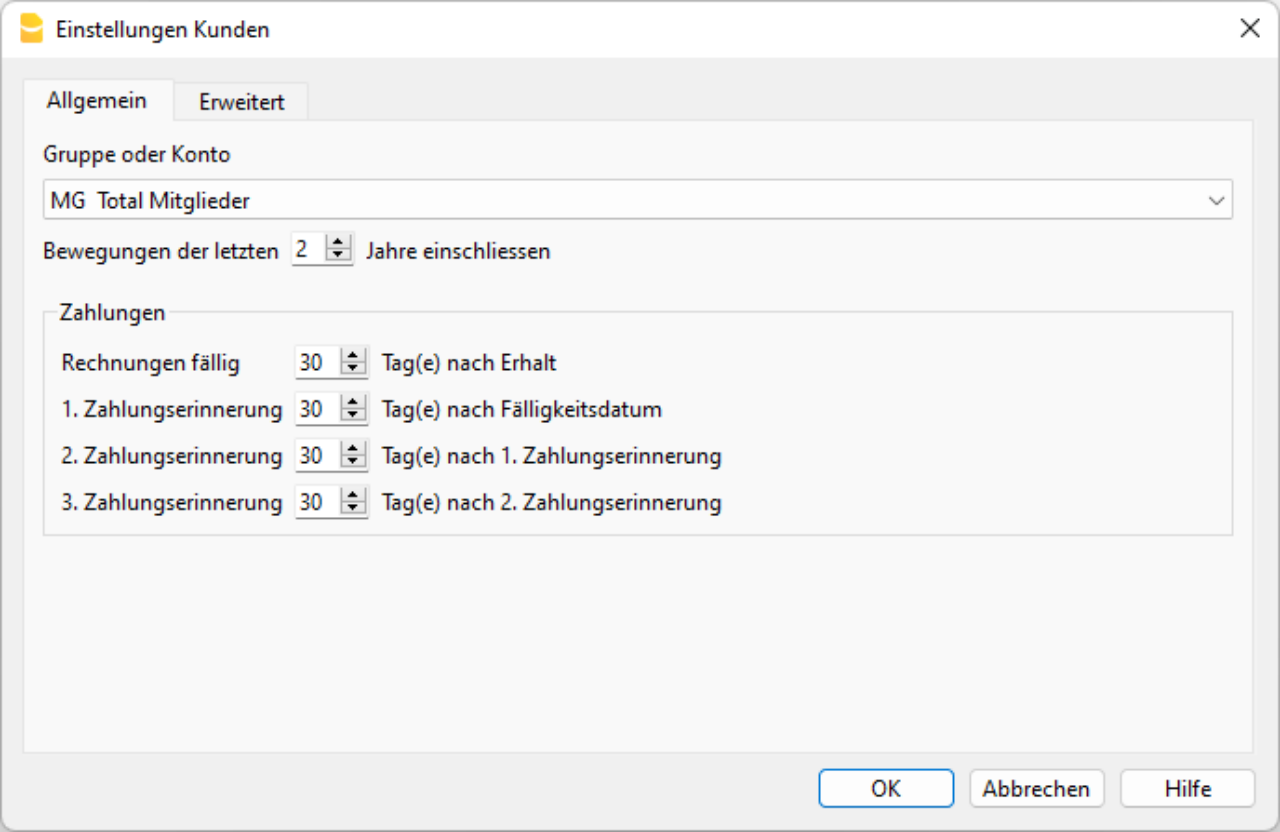 Einstellungen Kunden
Allgemein Erweitert
Gruppe oder Konto
MG Total Mitglieder
Bewegungen der letzten 2 Jahre einschliessen
Zahlungen
Rechnungen fällig 30 Tag(e) nach Erhalt
1. Zahlungserinnerung 30 Tag(e) nach Fälligkeitsdatum
2. Zahlungserinnerung 30 Tag(e) nach 1. Zahlungserinnerung
3. Zahlungserinnerung 30 Tag(e) nach 2. Zahlungserinnerung
OK Abbrechen Hilfe